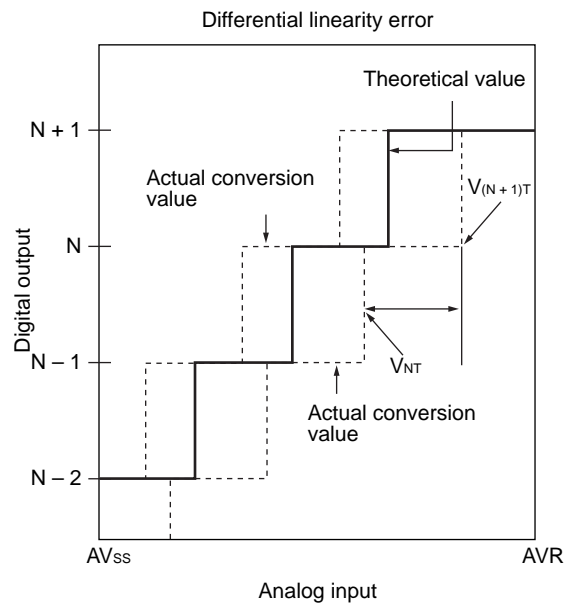 Differential linearity error
Theoretical value
N + 1
Actual conversion
value
V(N + 1)T
N
Digital output
N – 1
VNT
Actual conversion
value
N – 2
AVss
AVR
Analog input